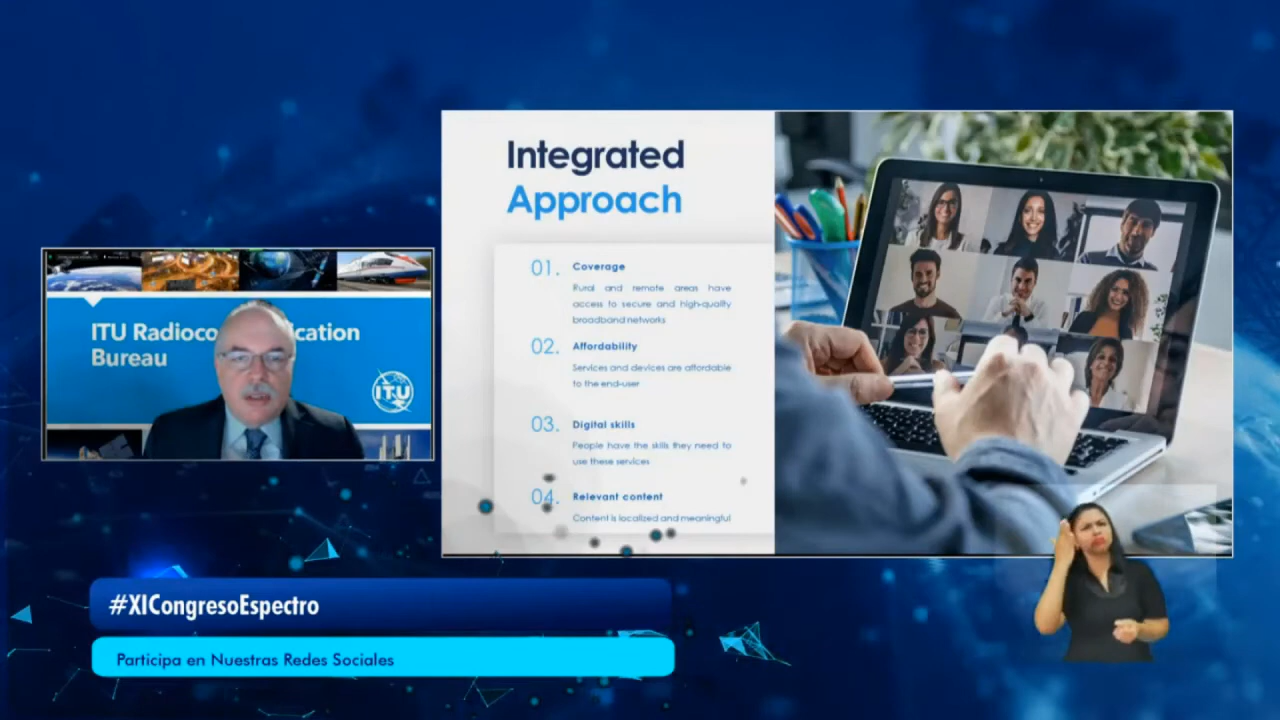 ITU Radioco
ication
Bureau
ITU
Integrated
Approach
01.
Coverage
Rural and remote areas have
access to secure and high-quality
broadband networks
02.
Affordability
Services and devices are affordable
to the end-user
03.
Digital skills
People have the skills they need to
use these services
04.
Relevant content
Content is localized and meaningful
#XICongresoEspectro
Participa en Nuestras Redes Sociales